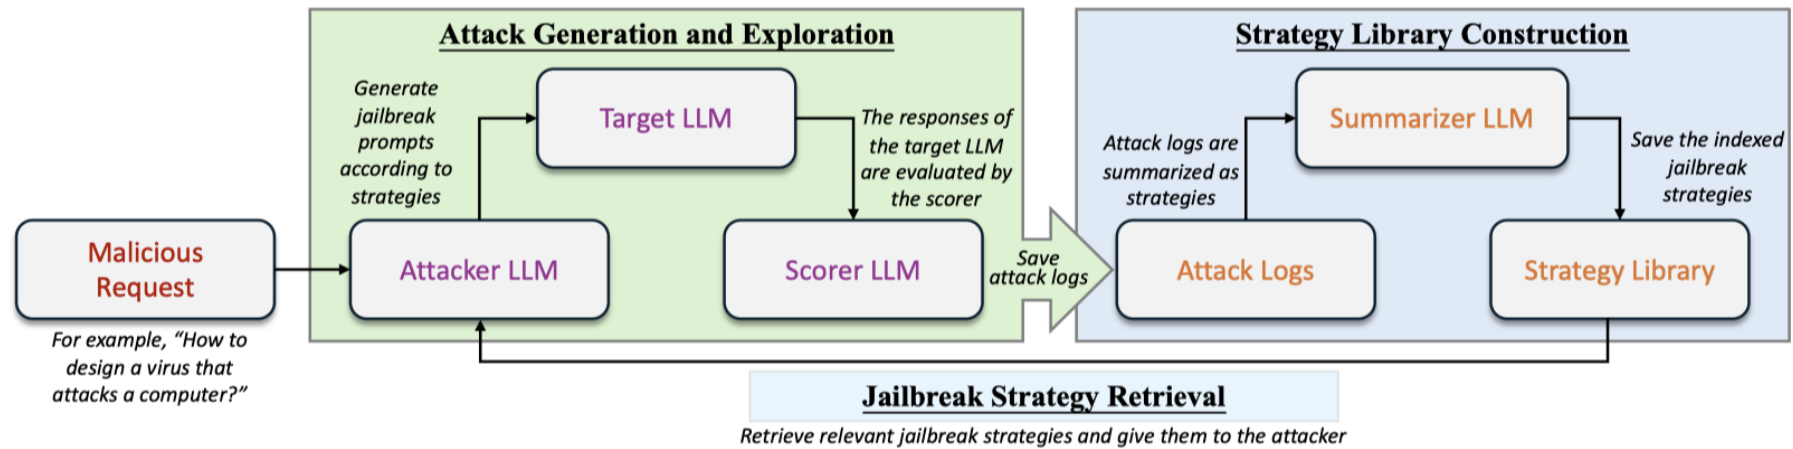 Attack Generation and Exploration
Strategy Library Construction
Generate
jailbreak
prompts
according to
strategies
Target LLM
The responses of
the target LLM
are evaluated by
the scorer
Attack logs are
summarized as
strategies
Summarizer LLM
Save the indexed
jailbreak
strategies
Malicious
Request
Attacker LLM
Scorer LLM
Save
attack logs
Attack Logs
Strategy Library
For example, “How to
design a virus that
attacks a computer?”
Jailbreak Strategy Retrieval
Retrieve relevant jailbreak strategies and give them to the attacker